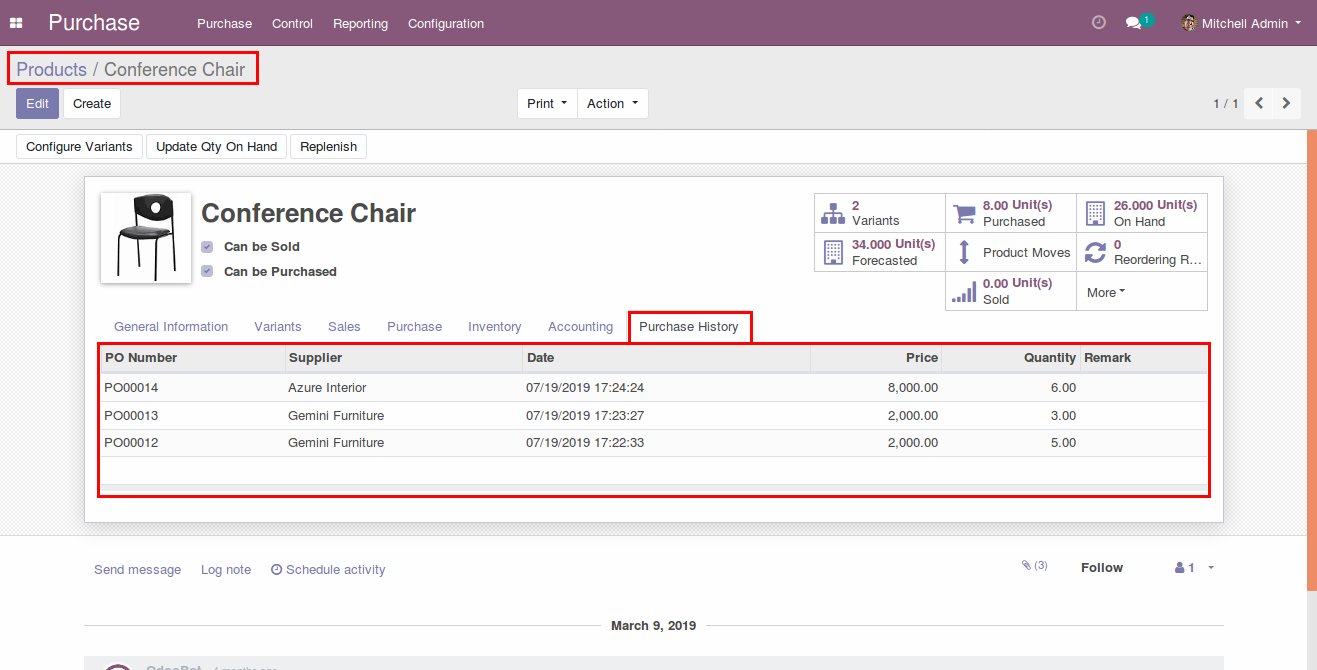 Purchase Purchase Control Reporting Configuration 1 Mitchell Admin
Products / Conference Chair
Edit Create Print Action 1 / 1
Configure Variants Update Qty On Hand Replenish
Conference Chair
Can be Sold
Can be Purchased
2 Variants
8.00 Unit(s) Purchased
26.000 Unit(s) On Hand
34.000 Unit(s) Forecasted
Product Moves
0 Reordering R...
0.00 Unit(s) Sold
More
General Information Variants Sales Purchase Inventory Accounting Purchase History
PO Number Supplier Date Price Quantity Remark
PO00014 Azure Interior 07/19/2019 17:24:24 8,000.00 6.00
PO00013 Gemini Furniture 07/19/2019 17:23:27 2,000.00 3.00
PO00012 Gemini Furniture 07/19/2019 17:22:33 2,000.00 5.00
Send message Log note Schedule activity (3) Follow 1
March 9, 2019